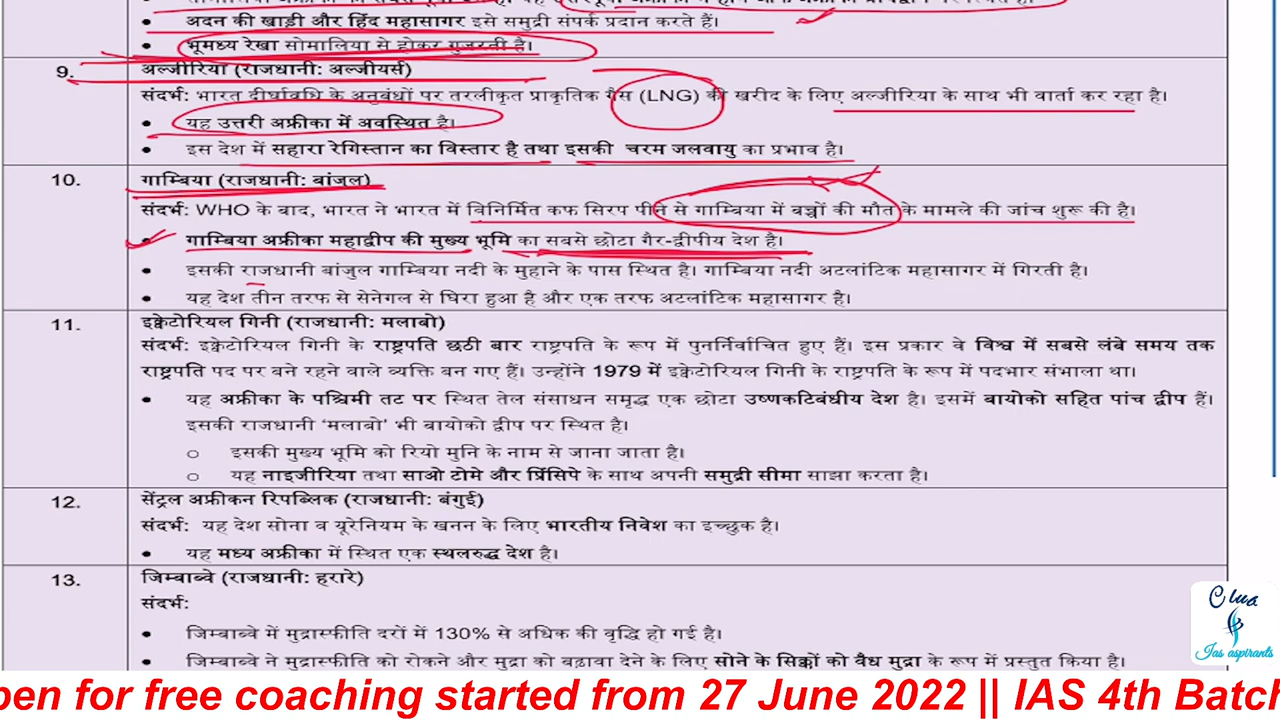 अदन की खाड़ी और हिंद महासागर इसे समुद्री संपर्क प्रदान करते हैं।
भूमध्य रेखा सोमालिया से होकर गुजरती है।
9. अल्जीरिया (राजधानी: अल्जीयर्स)
संदर्भ: भारत दीर्घावधि के अनुबंधों पर तरलीकृत प्राकृतिक गैस (LNG) की खरीद के लिए अल्जीरिया के साथ भी वार्ता कर रहा है।
यह उत्तरी अफ्रीका में अवस्थित है।
इस देश में सहारा रेगिस्तान का विस्तार है तथा इसकी चरम जलवायु का प्रभाव है।
10. गाम्बिया (राजधानी: बांजुल)
संदर्भ: WHO के बाद, भारत ने भारत में विनिर्मित कफ सिरप पीने से गाम्बिया में बच्चों की मौत के मामले की जांच शुरू की है।
गाम्बिया अफ्रीका महाद्वीप की मुख्य भूमि का सबसे छोटा गैर-द्वीपीय देश है।
इसकी राजधानी बांजुल गाम्बिया नदी के मुहाने के पास स्थित है। गाम्बिया नदी अटलांटिक महासागर में गिरती है।
यह देश तीन तरफ से सेनेगल से घिरा हुआ है और एक तरफ अटलांटिक महासागर है।
11. इक्वेटोरियल गिनी (राजधानी: मलाबो)
संदर्भ: इक्वेटोरियल गिनी के राष्ट्रपति छठी बार राष्ट्रपति के रूप में पुनर्निर्वाचित हुए हैं। इस प्रकार वे विश्व में सबसे लंबे समय तक
राष्ट्रपति पद पर बने रहने वाले व्यक्ति बन गए हैं। उन्होंने 1979 में इक्वेटोरियल गिनी के राष्ट्रपति के रूप में पदभार संभाला था।
यह अफ्रीका के पश्चिमी तट पर स्थित तेल संसाधन समृद्ध एक छोटा उष्णकटिबंधीय देश है। इसमें बायोको सहित पांच द्वीप हैं।
इसकी राजधानी 'मलाबो' भी बायोको द्वीप पर स्थित है।
इसकी मुख्य भूमि को रियो मुनि के नाम से जाना जाता है।
यह नाइजीरिया तथा साओ टोमे और प्रिंसिपे के साथ अपनी समुद्री सीमा साझा करता है।
12. सेंट्रल अफ्रीकन रिपब्लिक (राजधानी: बंगुई)
संदर्भ: यह देश सोना व यूरेनियम के खनन के लिए भारतीय निवेश का इच्छुक है।
यह मध्य अफ्रीका में स्थित एक स्थलरुद्ध देश है।
13. जिम्बाब्वे (राजधानी: हरारे)
संदर्भ:
जिम्बाब्वे में मुद्रास्फीति दरों में 130% से अधिक की वृद्धि हो गई है।
जिम्बाब्वे ने मुद्रास्फीति को रोकने और मुद्रा को बढ़ावा देने के लिए सोने के सिक्कों को वैध मुद्रा के रूप में प्रस्तुत किया है।
Clua
Ias aspirants
pen for free coaching started from 27 June 2022 || IAS 4th Batch